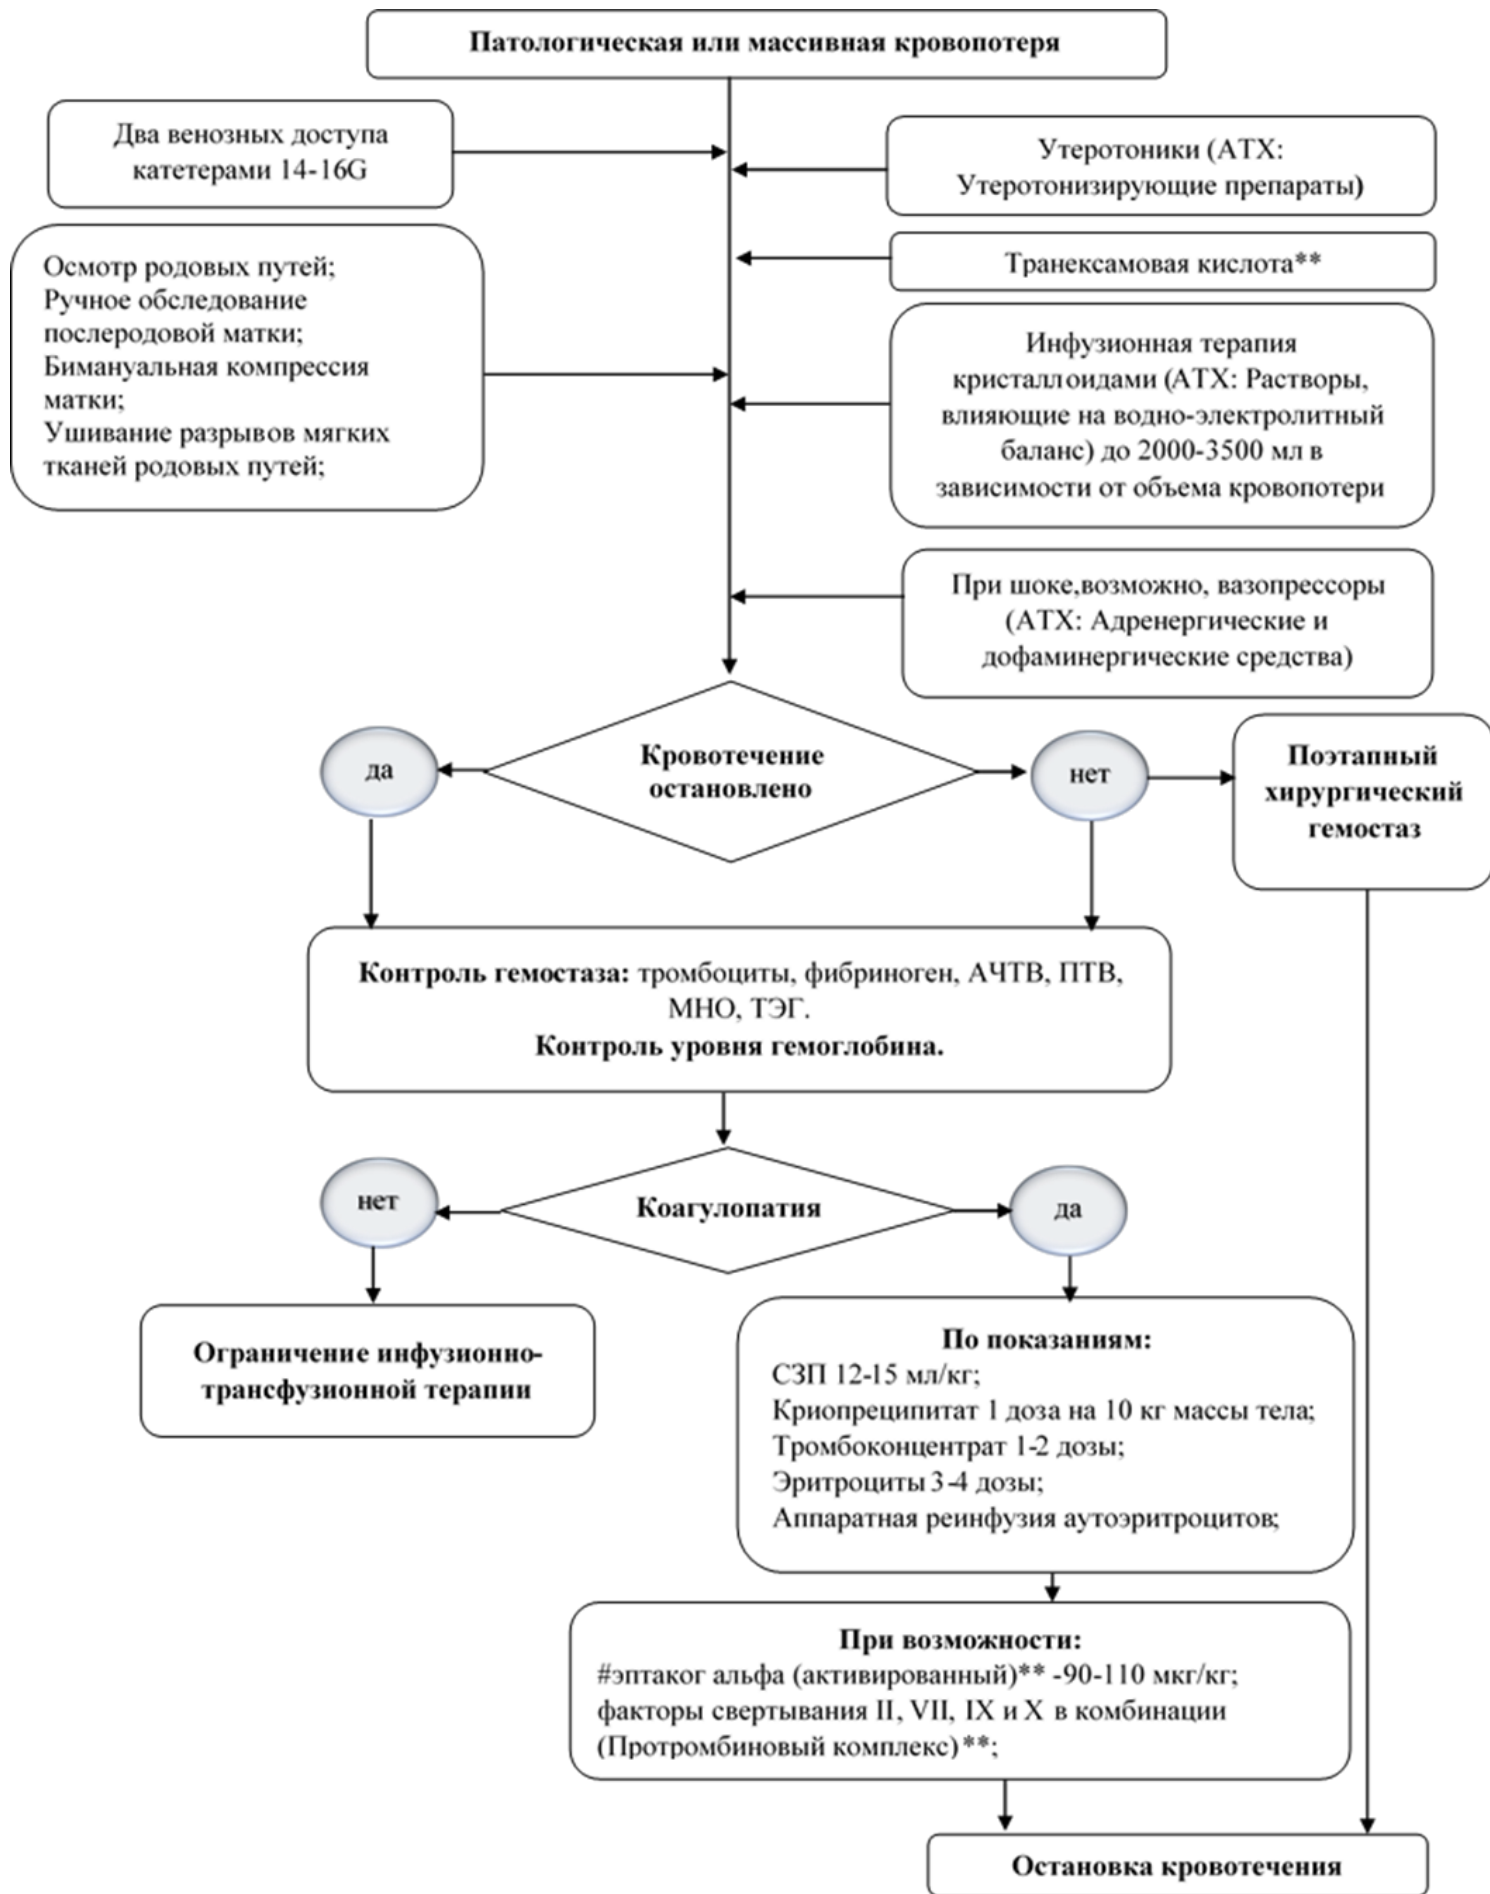 Патологическая или массивная кровопотеря
Два венозных доступа
катетерами 14-16G
Утеротоники (АТХ:
Утеротонизирующие препараты)
Осмотр родовых путей;
Ручное обследование
послеродовой матки;
Бимануальная компрессия
матки;
Ушивание разрывов мягких
тканей родовых путей;
Транексамовая кислота**
Инфузионная терапия
кристаллоидами (АТХ: Растворы,
влияющие на водно-электролитный
баланс) до 2000-3500 мл в
зависимости от объема кровопотери
При шоке,возможно, вазопрессоры
(АТХ: Адренергические и
дофаминергические средства)
да
Кровотечение
остановлено
нет
Поэтапный
хирургический
гемостаз
Контроль гемостаза: тромбоциты, фибриноген, АЧТВ, ПТВ,
МНО, ТЭГ.
Контроль уровня гемоглобина.
нет
Коагулопатия
да
Ограничение инфузионно-
трансфузионной терапии
По показаниям:
СЗП 12-15 мл/кг;
Криопреципитат 1 доза на 10 кг массы тела;
Тромбоконцентрат 1-2 дозы;
Эритроциты 3-4 дозы;
Аппаратная реинфузия аутоэритроцитов;
При возможности:
#эптаког альфа (активированный)** -90-110 мкг/кг;
факторы свертывания II, VII, IX и X в комбинации
(Протромбиновый комплекс)**;
Остановка кровотечения